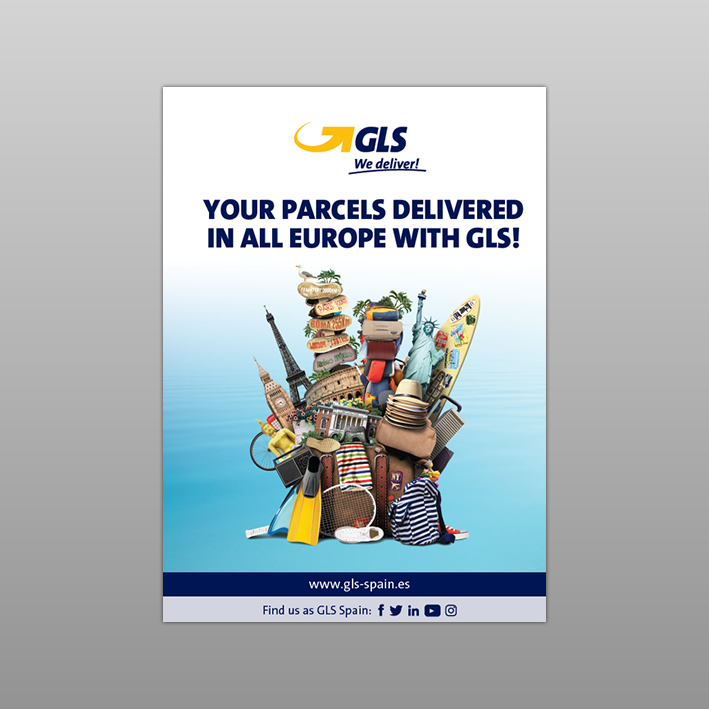 GLS
We deliver!
YOUR PARCELS DELIVERED
IN ALL EUROPE WITH GLS!
NY
www.gls-spain.es
Find us as GLS Spain: